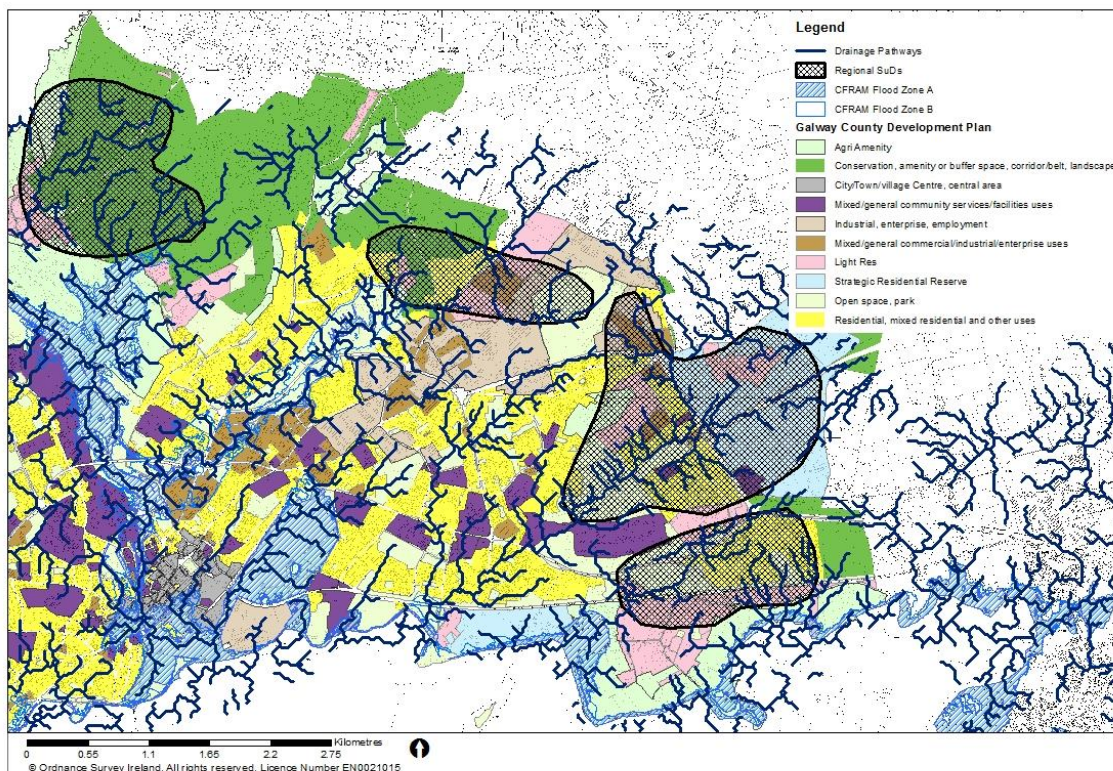 Legend
Drainage Pathways
Regional SuDs
CFRAM Flood Zone A
CFRAM Flood Zone B
Galway County Development Plan
Agri Amenity
Conservation, amenity or buffer space, corridor/belt, landscape
City/Town/village Centre, central area
Mixed/general community services/facilities uses
Industrial, enterprise, employment
Mixed/general commercial/industrial/enterprise uses
Light Res
Strategic Residential Reserve
Open space, park
Residential, mixed residential and other uses
Kilometres
0 0.55 1.1 1.65 2.2 2.75
© Ordnance Survey Ireland. All rights reserved. Licence Number EN0021015